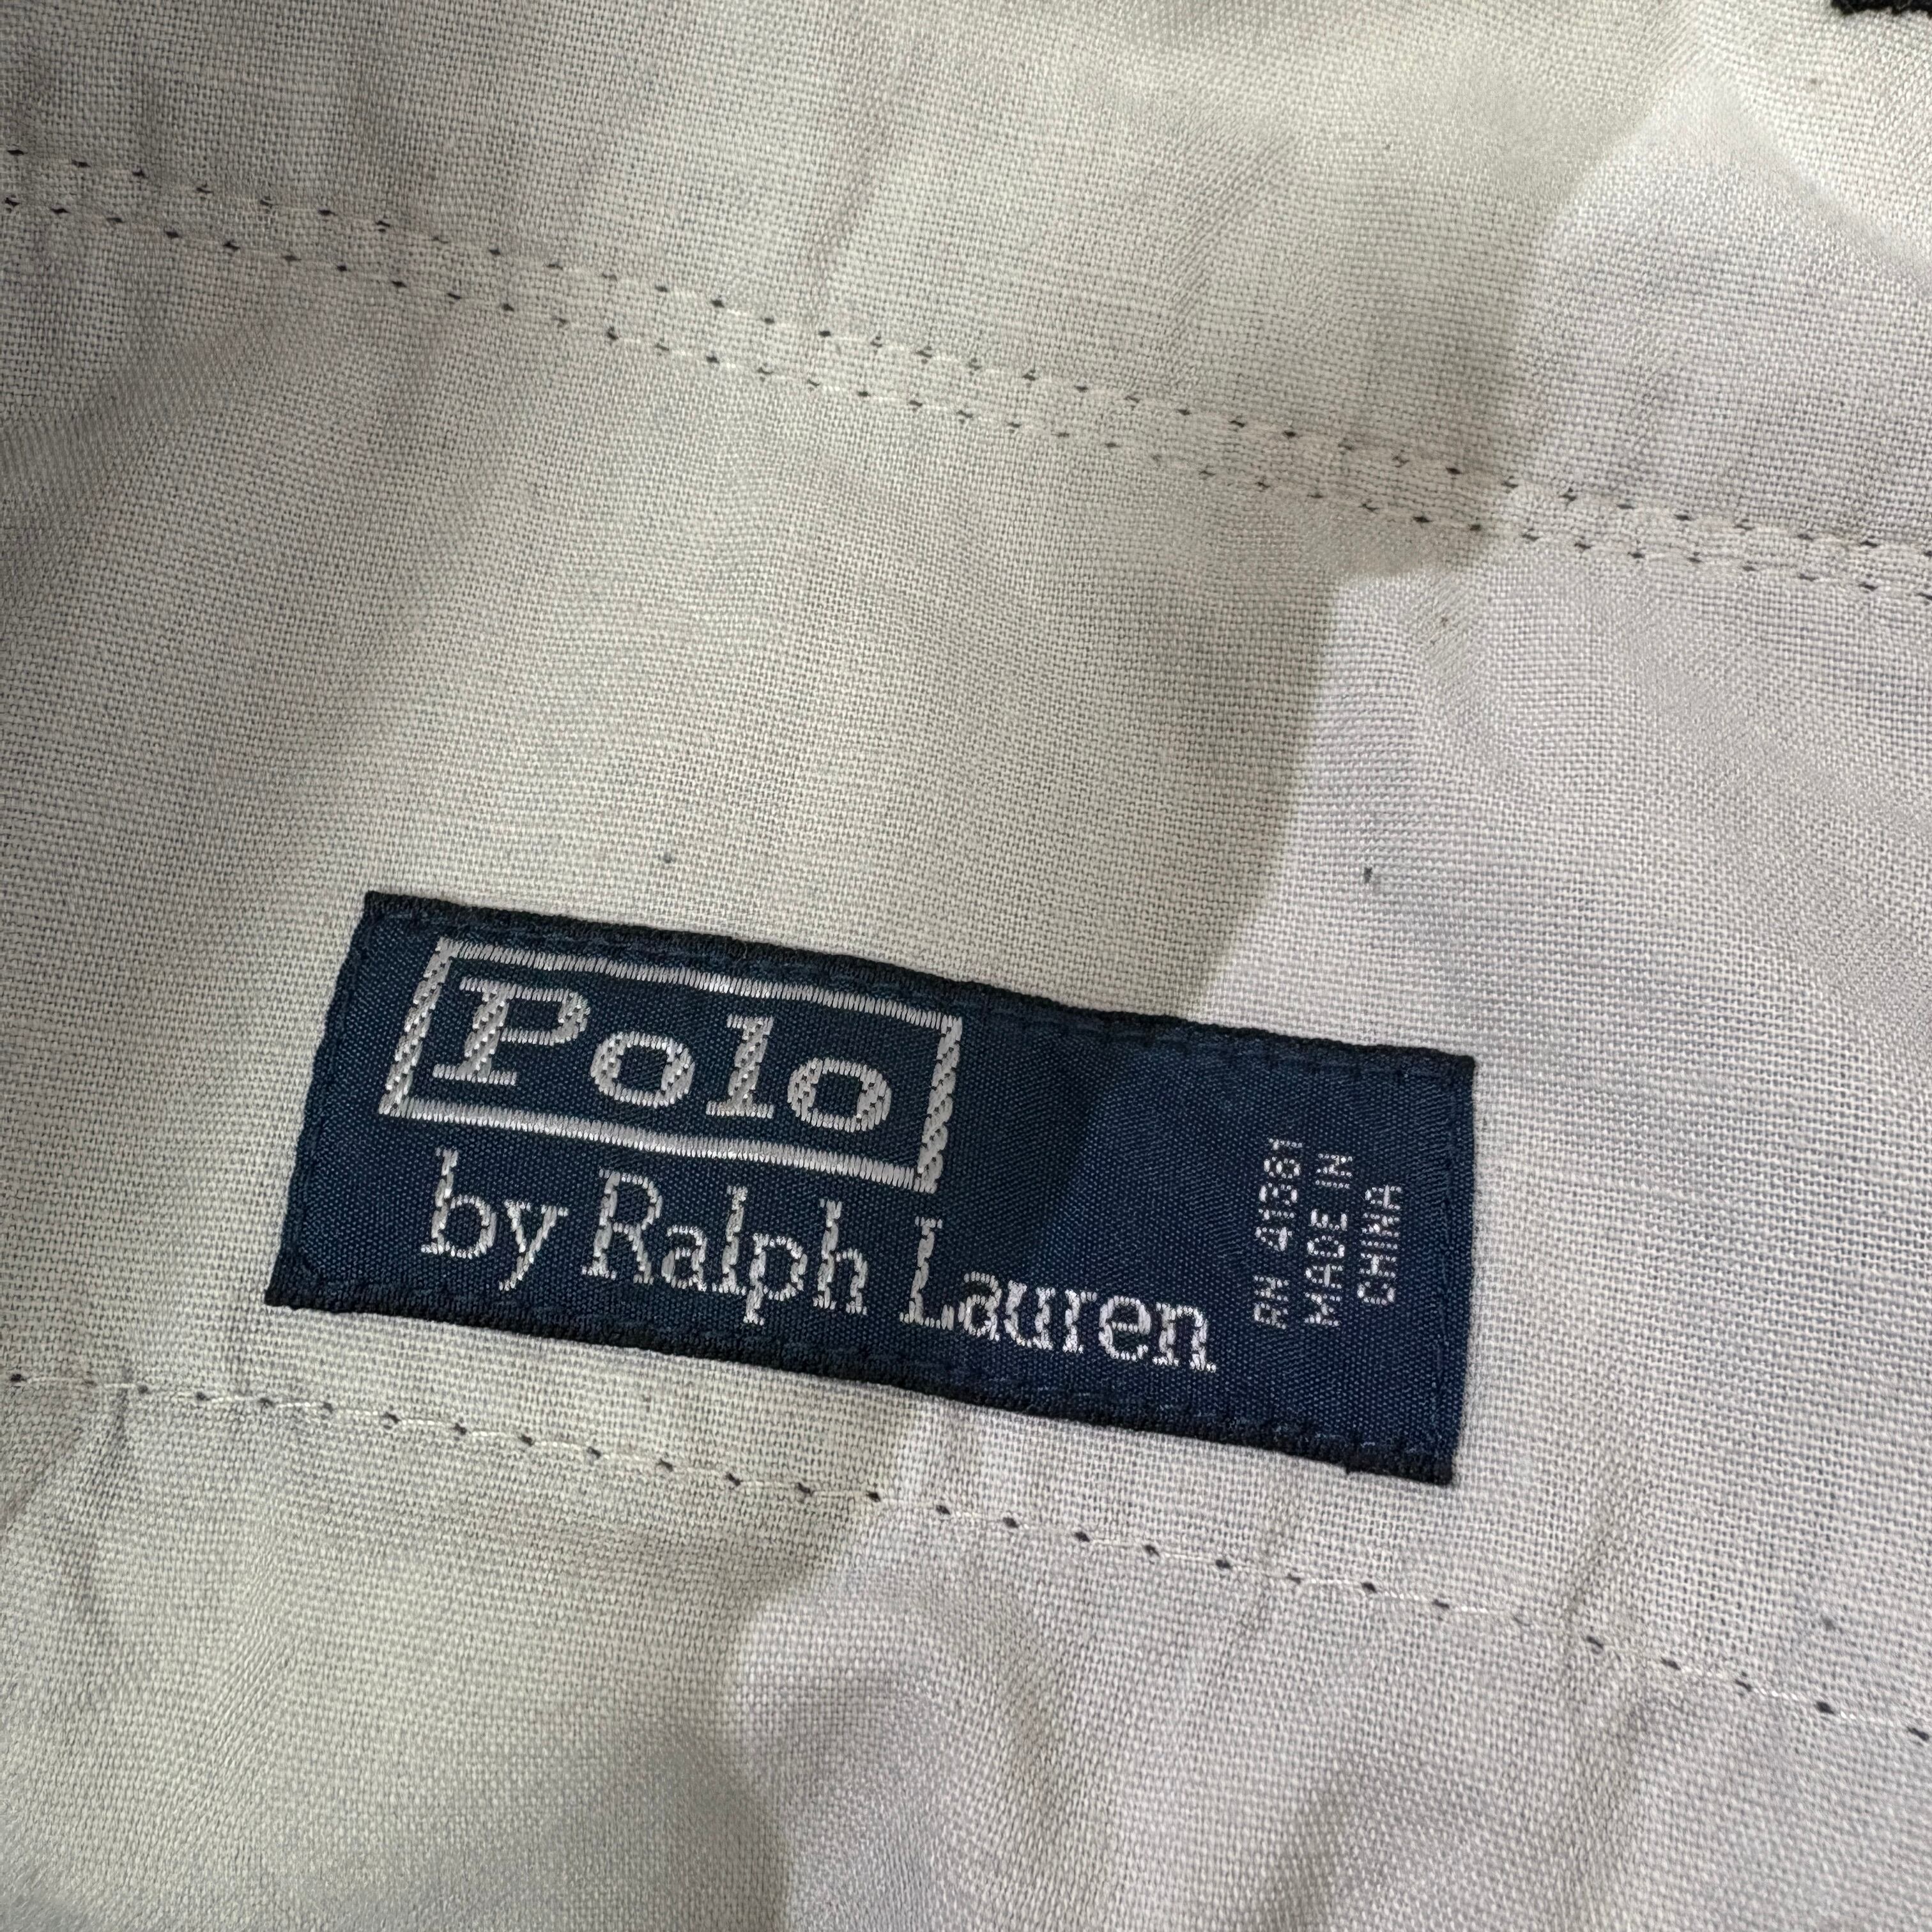 Polo
by Ralph Lauren
RN 41381
MADE IN
CHINA